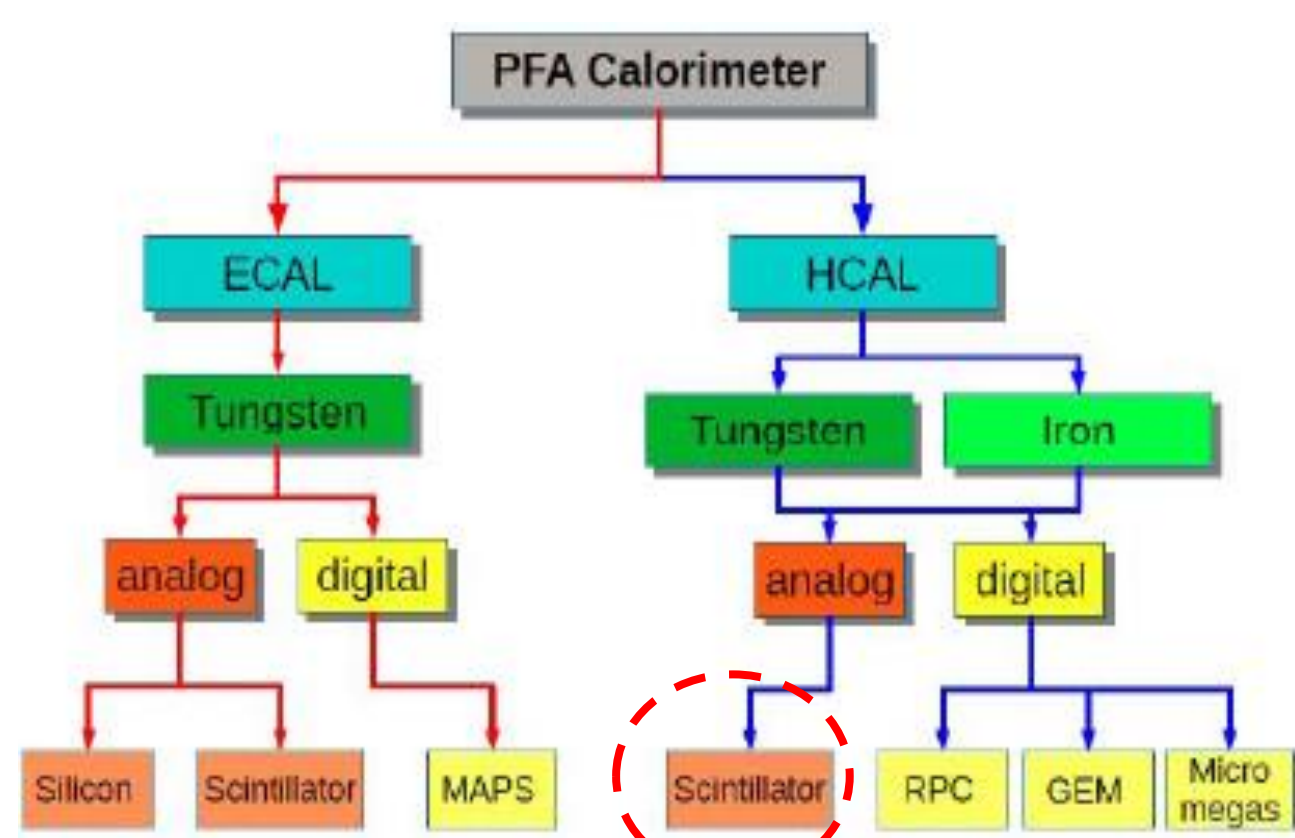 PFA Calorimeter
ECAL
HCAL
Tungsten
Tungsten
Iron
analog
digital
analog
digital
Silicon
Scintillator
MAPS
Scintillator
RPC
GEM
Micro
megas